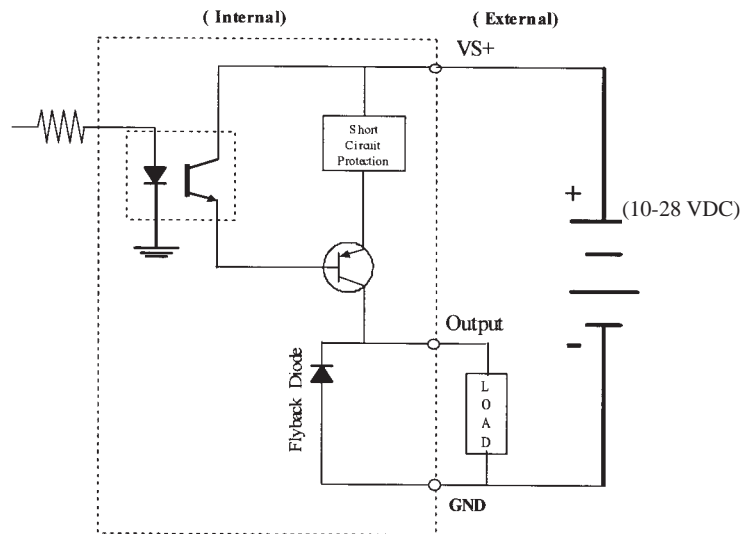 ( Internal)
( External)
VS+
Short
Circuit
Protection
+
(10-28 VDC)
Output
-
Flyback Diode
L
O
A
D
GND